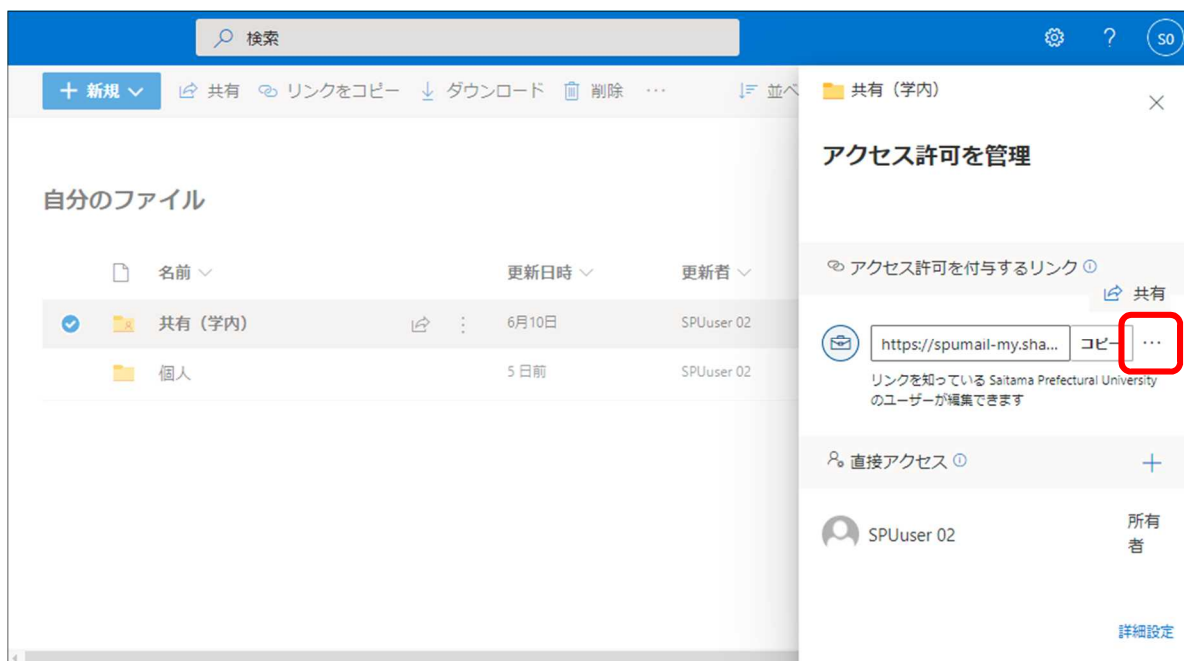 検索
S0
新規
共有
リンクをコピー
ダウンロード
削除
…
並べ
自分のファイル
名前
更新日時
更新者
共有（学内）
6月10日
SPUuser 02
個人
5 日前
SPUuser 02
共有（学内）
アクセス許可を管理
アクセス許可を付与するリンク
共有
https://spumail-my.sha...
コピー
…
リンクを知っている Saitama Prefectural University
のユーザーが編集できます
直接アクセス
SPUuser 02
所有
者
詳細設定